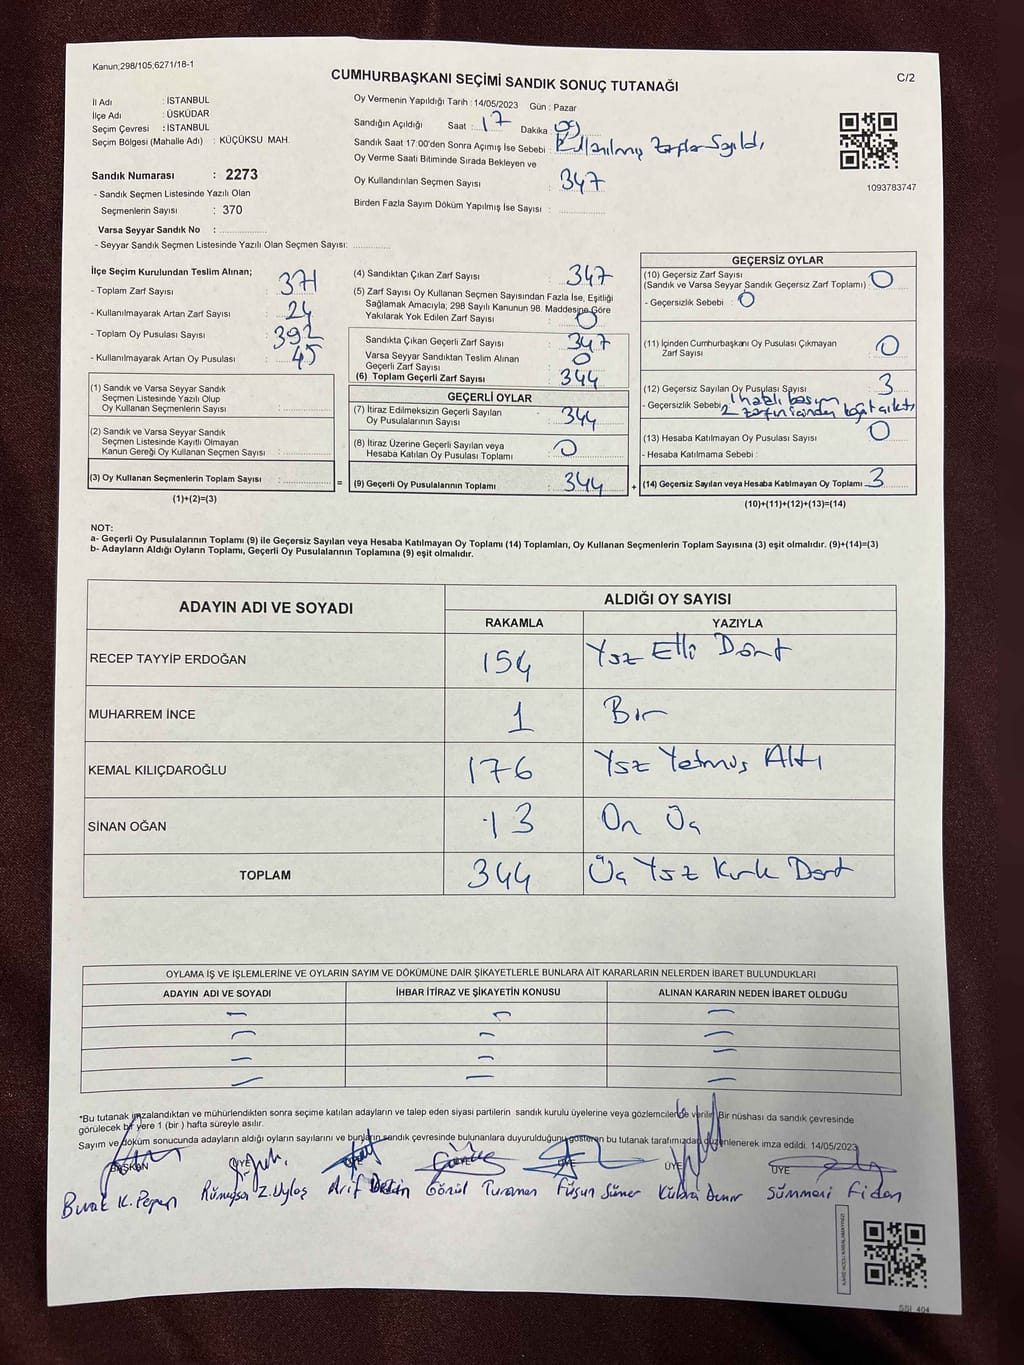 Kanun;298/105,6271/18-1
CUMHURBAŞKANI SEÇİMİ SANDIK SONUÇ TUTANAĞI
C/2
İl Adı : İSTANBUL
İlçe Adı : ÜSKÜDAR
Seçim Çevresi : İSTANBUL
Seçim Bölgesi (Mahalle Adı) : KÜÇÜKSU MAH.
Sandık Numarası : 2273
- Sandık Seçmen Listesinde Yazılı Olan
Seçmenlerin Sayısı : 370
Varsa Seyyar Sandık No :
- Seyyar Sandık Seçmen Listesinde Yazılı Olan Seçmen Sayısı:
Oy Vermenin Yapıldığı Tarih : 14/05/2023 Gün : Pazar
Sandığın Açıldığı Saat : 17 Dakika : 09
Sandık Saat 17:00'den Sonra Açımış İse Sebebi : Kullanılmış Zarflar Sayıldı,
Oy Verme Saati Bitiminde Sırada Bekleyen ve
Oy Kullandırılan Seçmen Sayısı : 347
Birden Fazla Sayım Döküm Yapılmış İse Sayısı :
1093783747
İlçe Seçim Kurulundan Teslim Alınan;
- Toplam Zarf Sayısı : 371
- Kullanılmayarak Artan Zarf Sayısı : 24
- Toplam Oy Pusulası Sayısı : 392
- Kullanılmayarak Artan Oy Pusulası : 45
(1) Sandık ve Varsa Seyyar Sandık
Seçmen Listesinde Yazılı Olup
Oy Kullanan Seçmenlerin Sayısı :
(2) Sandık ve Varsa Seyyar Sandık
Seçmen Listesinde Kayıtlı Olmayan
Kanun Gereği Oy Kullanan Seçmen Sayısı :
(3) Oy Kullanan Seçmenlerin Toplam Sayısı : =
(1)+(2)=(3)
(4) Sandıktan Çıkan Zarf Sayısı : 347
(5) Zarf Sayısı Oy Kullanan Seçmen Sayısından Fazla İse, Eşitliği
Sağlamak Amacıyla; 298 Sayılı Kanunun 98. Maddesine Göre
Yakılarak Yok Edilen Zarf Sayısı : 0
Sandıkta Çıkan Geçerli Zarf Sayısı : 347
Varsa Seyyar Sandıktan Teslim Alınan
Geçerli Zarf Sayısı : 0
(6) Toplam Geçerli Zarf Sayısı : 344
GEÇERLİ OYLAR
(7) İtiraz Edilmeksizin Geçerli Sayılan
Oy Pusulalarının Sayısı : 344
(8) İtiraz Üzerine Geçerli Sayılan veya
Hesaba Katılan Oy Pusulası Toplamı : 0
(9) Geçerli Oy Pusulalarının Toplamı : 344 +
GEÇERSİZ OYLAR
(10) Geçersiz Zarf Sayısı
(Sandık ve Varsa Seyyar Sandık Geçersiz Zarf Toplamı) : 0
- Geçersizlik Sebebi : 0
(11) İçinden Cumhurbaşkanı Oy Pusulası Çıkmayan
Zarf Sayısı : 0
(12) Geçersiz Sayılan Oy Pusulası Sayısı : 3
- Geçersizlik Sebebi : 1 hatalı basım
2 zarfın içinden kağıt çıktı
(13) Hesaba Katılmayan Oy Pusulası Sayısı : 0
- Hesaba Katılmama Sebebi :
(14) Geçersiz Sayılan veya Hesaba Katılmayan Oy Toplamı : 3
(10)+(11)+(12)+(13)=(14)
NOT:
a- Geçerli Oy Pusulalarının Toplamı (9) ile Geçersiz Sayılan veya Hesaba Katılmayan Oy Toplamı (14) Toplamları, Oy Kullanan Seçmenlerin Toplam Sayısına (3) eşit olmalıdır. (9)+(14)=(3)
b- Adayların Aldığı Oyların Toplamı, Geçerli Oy Pusulalarının Toplamına (9) eşit olmalıdır.
ADAYIN ADI VE SOYADI ALDIĞI OY SAYISI
RAKAMLA YAZIYLA
RECEP TAYYİP ERDOĞAN 154 Yüz Elli Dört
MUHARREM İNCE 1 Bir
KEMAL KILIÇDAROĞLU 176 Yüz Yetmiş Altı
SİNAN OĞAN 13 On Üç
TOPLAM 344 Üç Yüz Kırk Dört
OYLAMA İŞ VE İŞLEMLERİNE VE OYLARIN SAYIM VE DÖKÜMÜNE DAİR ŞİKAYETLERLE BUNLARA AİT KARARLARIN NELERDEN İBARET BULUNDUKLARI
ADAYIN ADI VE SOYADI İHBAR İTİRAZ VE ŞİKAYETİN KONUSU ALINAN KARARIN NEDEN İBARET OLDUĞU
- - -
- - -
- - -
- - -
*Bu tutanak imzalandıktan ve mühürlendikten sonra seçime katılan adayların ve talep eden siyasi partilerin sandık kurulu üyelerine veya gözlemcilerde verilir. Bir nüshası da sandık çevresinde
görülecek bir yere 1 (bir ) hafta süreyle asılır.
Sayım ve döküm sonucunda adayların aldığı oyların sayılarını ve bunların sandık çevresinde bulunanlara duyurulduğunu gösteren bu tutanak tarafımızdan düzenlenerek imza edildi. 14/05/2023
BAŞKAN ÜYE ÜYE ÜYE ÜYE
Burak K. Z. Arif Gönül Turaman Füsun Sümer Kübra Demir Sümmeri Fidan
SSI_404